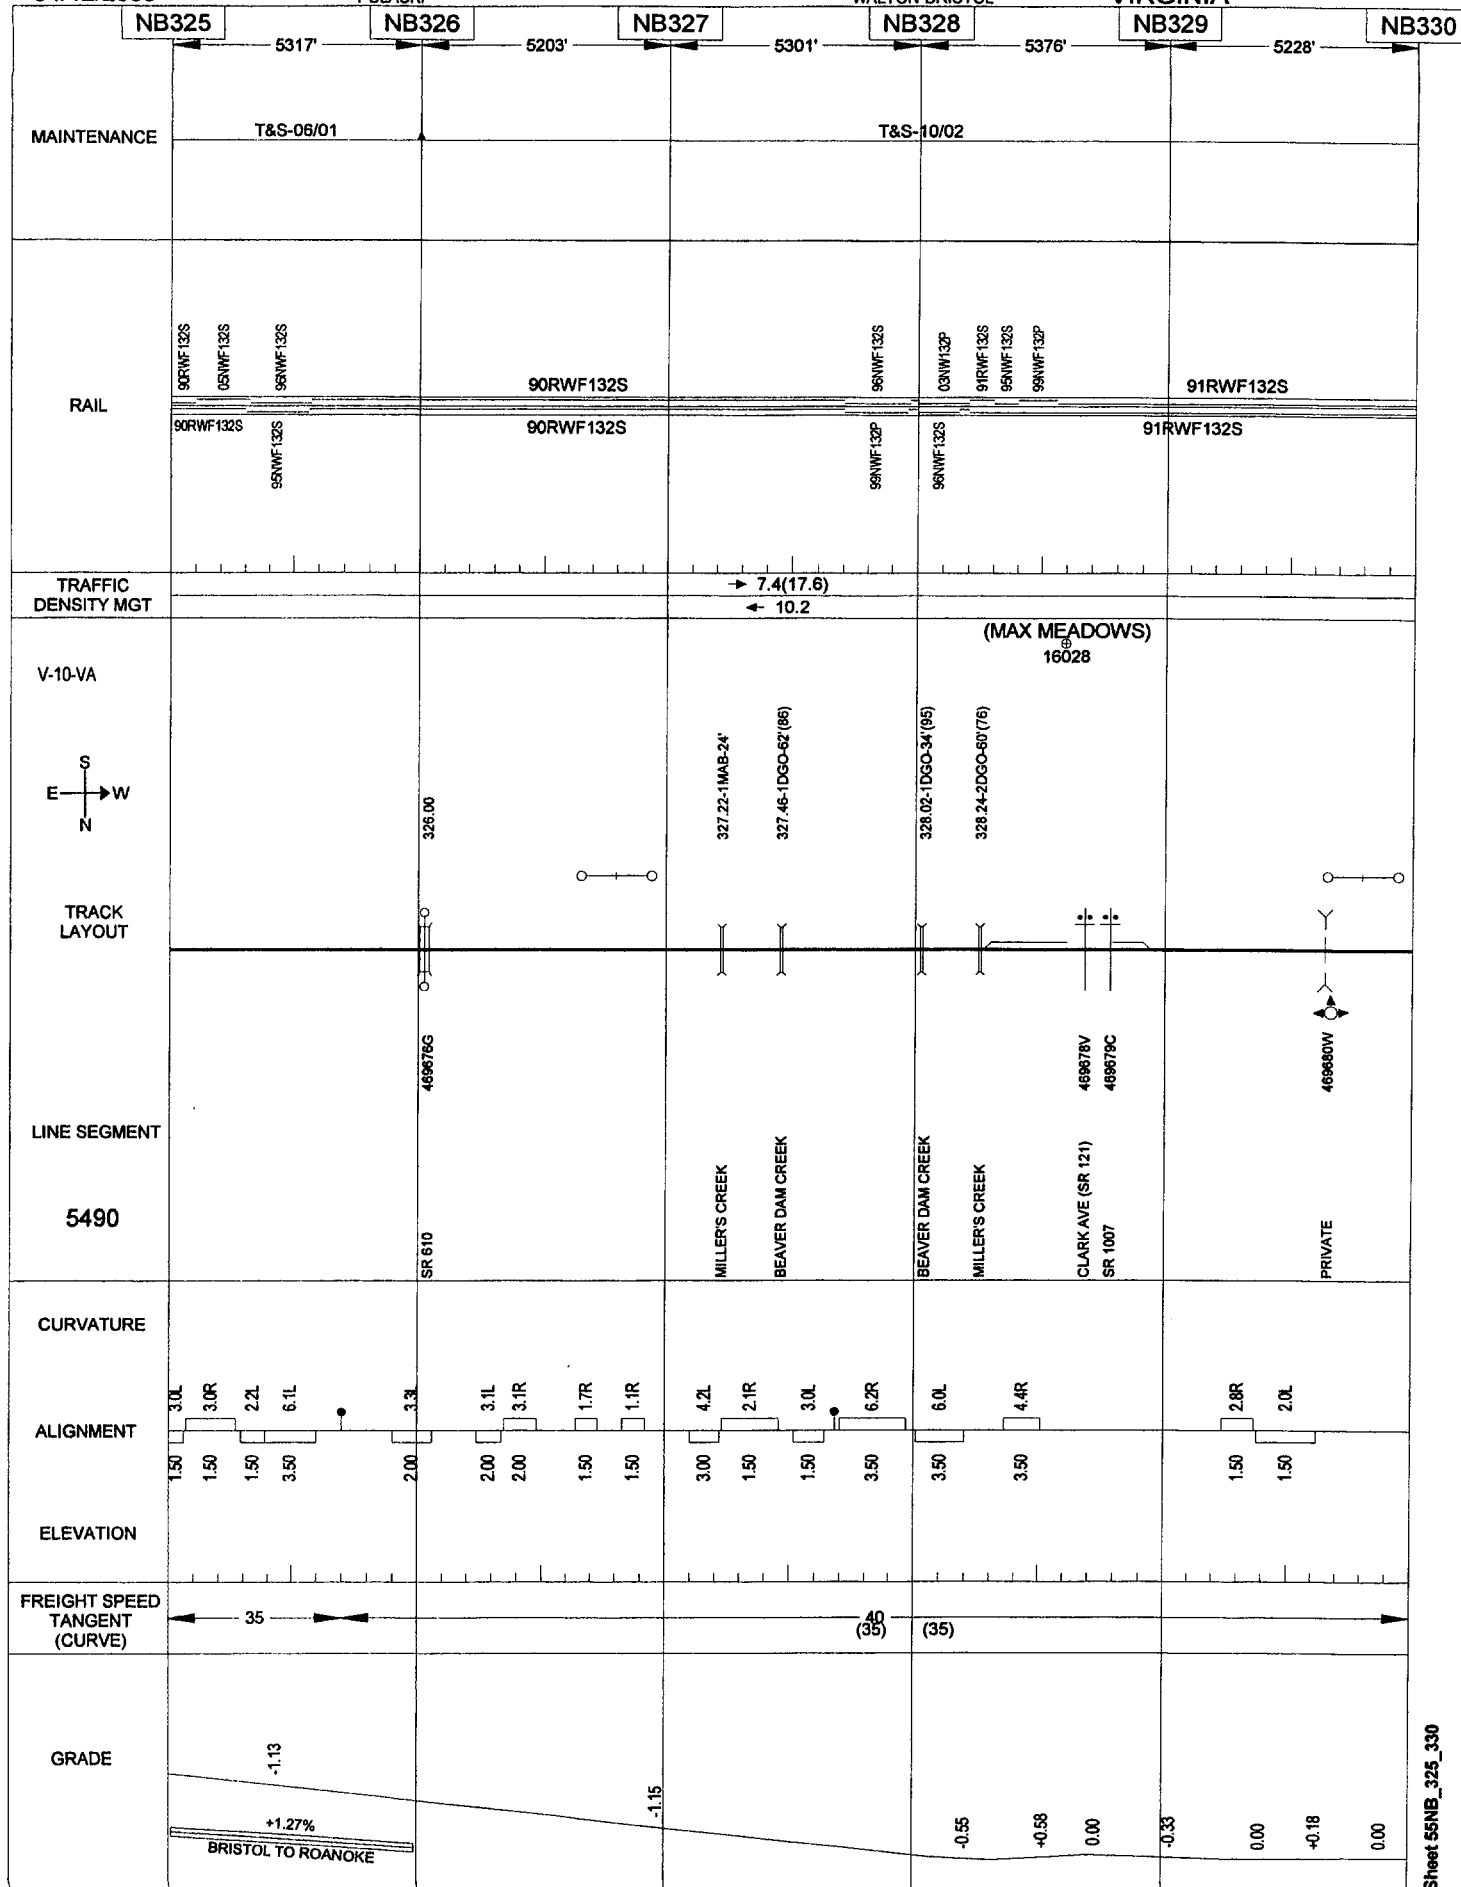 VIRGINIA
NB325 NB326 NB327 NB328 NB329 NB330
5317' 5203' 5301' 5376' 5228'
MAINTENANCE
T&S-06/01
T&S-10/02
RAIL
90RWF132S
05NWF132S
96NWF132S
90RWF132S
96NWF132S
03NW132P
91RWF132S
95NWF132S
99NWF132P
91RWF132S
90RWF132S
95NWF132S
90RWF132S
99NWF132P
96NWF132S
91RWF132S
TRAFFIC
DENSITY MGT
7.4(17.6)
10.2
(MAX MEADOWS)
16028
V-10-VA
S
E W
N
326.00
327.22-1MAB-24'
327.46-1DGO-62'(86)
328.02-1DGO-34'(95)
328.24-2DGO-60'(76)
TRACK
LAYOUT
469676G
469678V
469679C
469680W
LINE SEGMENT
5490
SR 610
MILLER'S CREEK
BEAVER DAM CREEK
BEAVER DAM CREEK
MILLER'S CREEK
CLARK AVE (SR 121)
SR 1007
PRIVATE
CURVATURE
3.0L 3.0R 2.2L 6.1L 3.3L 3.1L 3.1R 1.7R 1.1R 4.2L 2.1R 3.0L 6.2R 6.0L 4.4R 2.8R 2.0L
ALIGNMENT
1.50 1.50 1.50 3.50 2.00 2.00 2.00 1.50 1.50 3.00 1.50 1.50 3.50 3.50 3.50 1.50 1.50
ELEVATION
FREIGHT SPEED
TANGENT
(CURVE)
35
40
(35)
(35)
GRADE
-1.13
-1.15
-0.55
+0.58
0.00
-0.33
0.00
+0.18
0.00
+1.27%
BRISTOL TO ROANOKE
Sheet 55NB_325_330